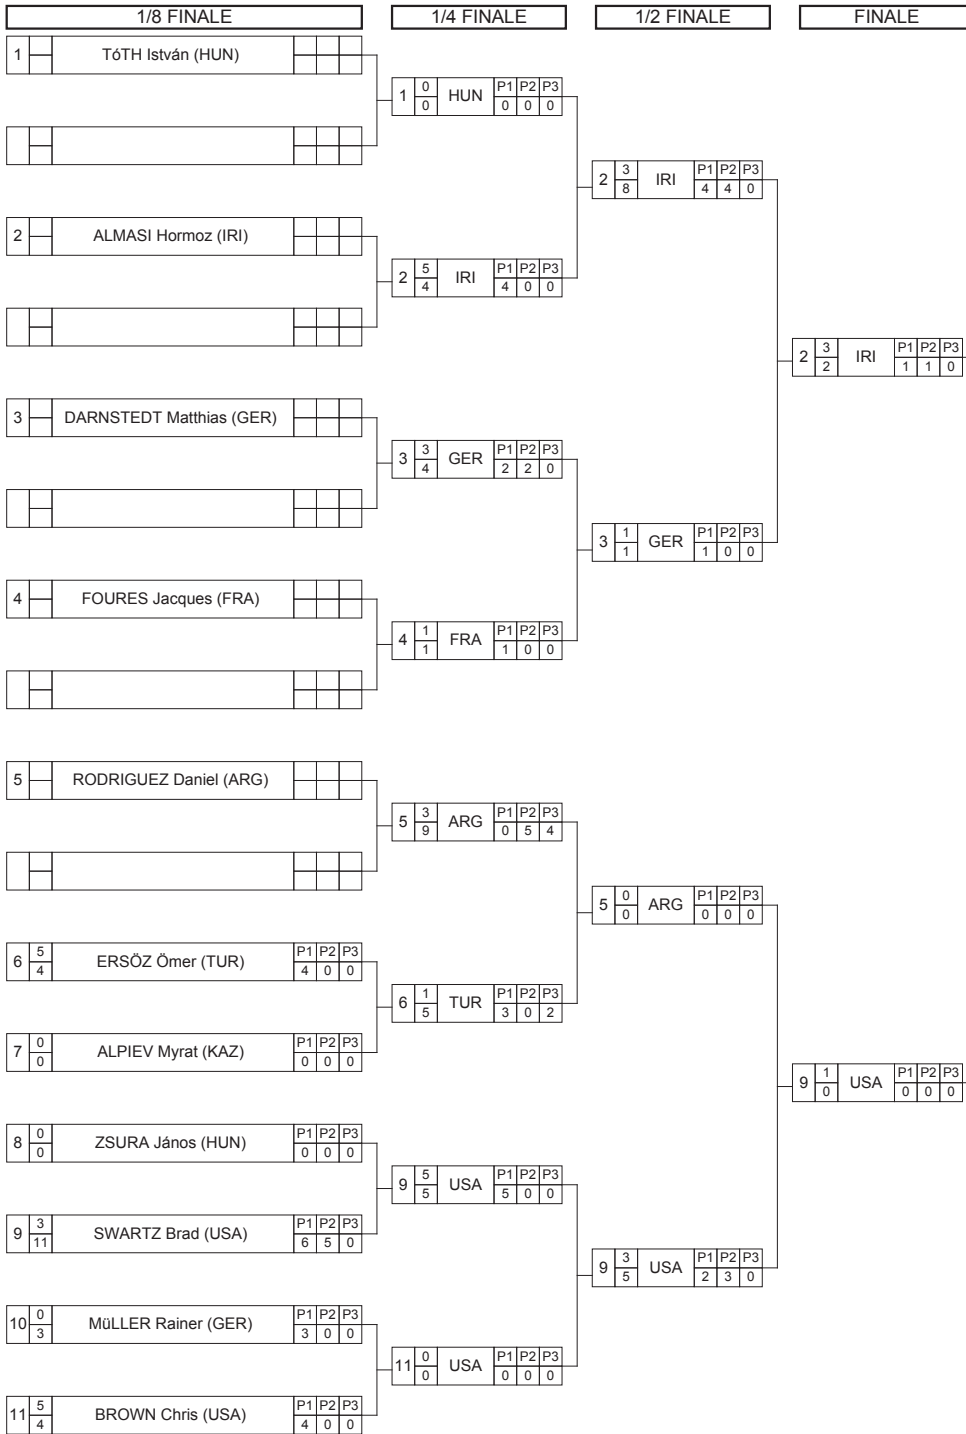 1/8 FINALE 1/4 FINALE 1/2 FINALE FINALE
1 TóTH István (HUN)
1 0 HUN P1 P2 P3
0 0 0 0
2 3 IRI P1 P2 P3
8 4 4 0
2 ALMASI Hormoz (IRI)
2 5 IRI P1 P2 P3
4 4 0 0
2 3 IRI P1 P2 P3
2 1 1 0
3 DARNSTEDT Matthias (GER)
3 3 GER P1 P2 P3
4 2 2 0
3 1 GER P1 P2 P3
1 1 0 0
4 FOURES Jacques (FRA)
4 1 FRA P1 P2 P3
1 1 0 0
5 RODRIGUEZ Daniel (ARG)
5 3 ARG P1 P2 P3
9 0 5 4
5 0 ARG P1 P2 P3
0 0 0 0
6 5 ERSÖZ Ömer (TUR) P1 P2 P3
4 4 0 0
6 1 TUR P1 P2 P3
5 3 0 2
7 0 ALPIEV Myrat (KAZ) P1 P2 P3
0 0 0 0
9 1 USA P1 P2 P3
0 0 0 0
8 0 ZSURA János (HUN) P1 P2 P3
0 0 0 0
9 5 USA P1 P2 P3
5 5 0 0
9 3 SWARTZ Brad (USA) P1 P2 P3
11 6 5 0
9 3 USA P1 P2 P3
5 2 3 0
10 0 MüLLER Rainer (GER) P1 P2 P3
3 3 0 0
11 0 USA P1 P2 P3
0 0 0 0
11 5 BROWN Chris (USA) P1 P2 P3
4 4 0 0